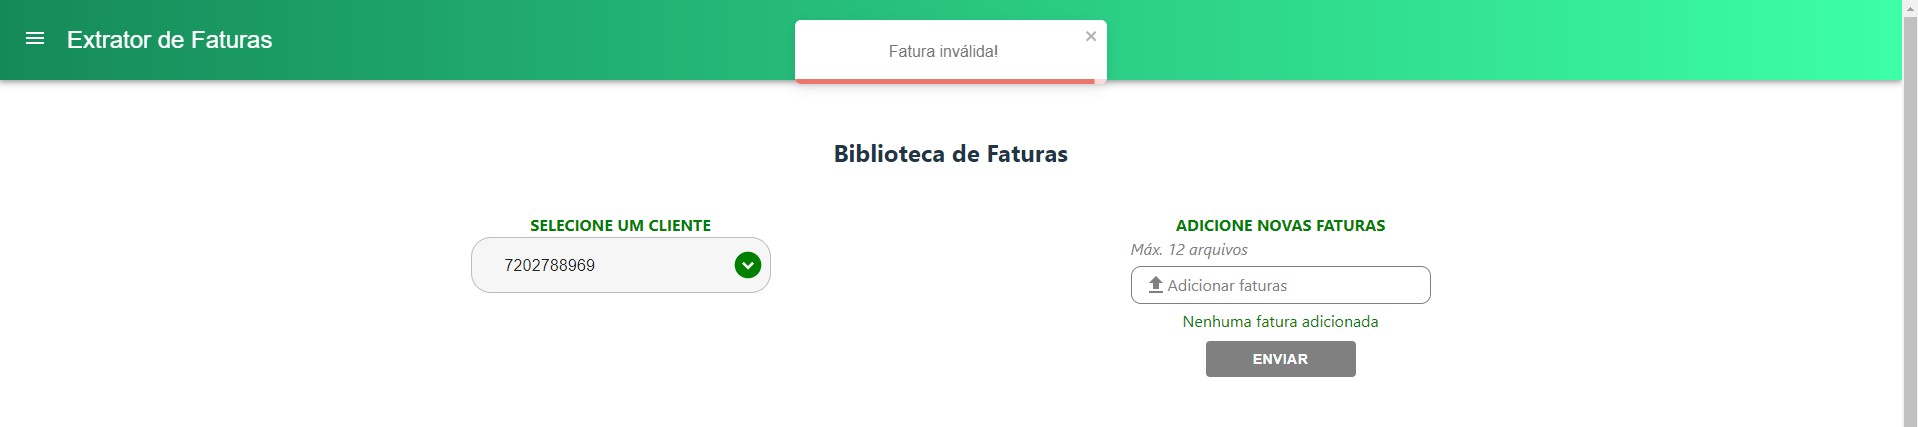 Extrator de Faturas
Fatura inválida!
Biblioteca de Faturas
SELECIONE UM CLIENTE
7202788969
ADICIONE NOVAS FATURAS
Máx. 12 arquivos
Adicionar faturas
Nenhuma fatura adicionada
ENVIAR